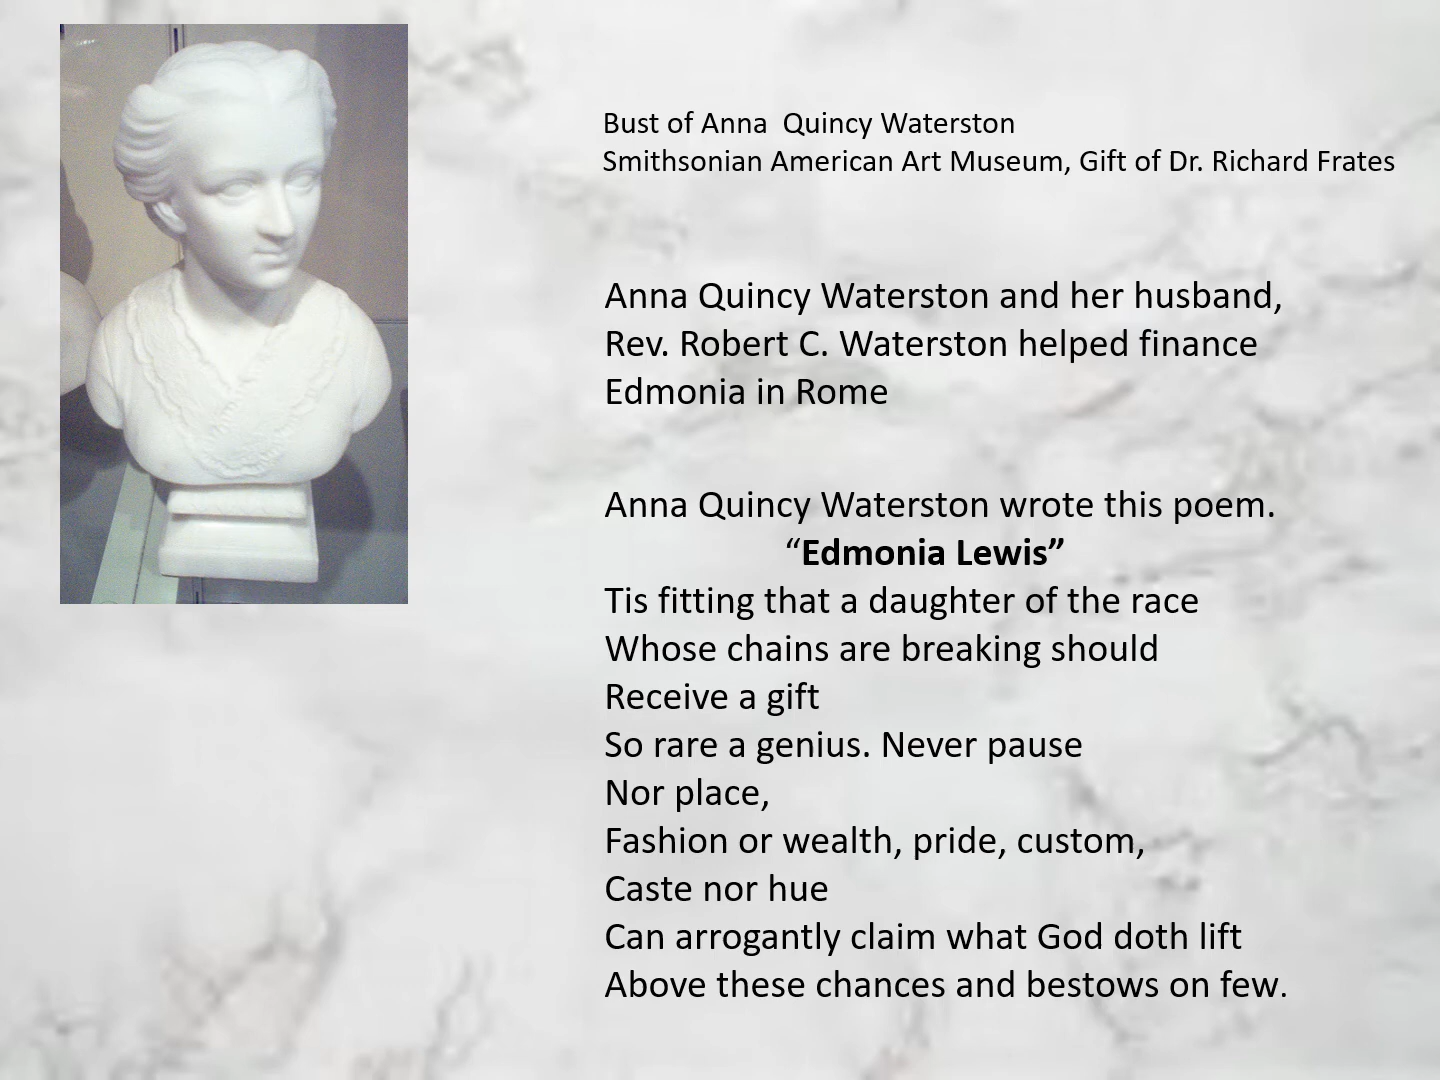 Bust of Anna  Quincy Waterston
Smithsonian American Art Museum, Gift of Dr. Richard Frates
Anna Quincy Waterston and her husband,
Rev. Robert C. Waterston helped finance
Edmonia in Rome
Anna Quincy Waterston wrote this poem.
“Edmonia Lewis”
Tis fitting that a daughter of the race
Whose chains are breaking should
Receive a gift
So rare a genius. Never pause
Nor place,
Fashion or wealth, pride, custom,
Caste nor hue
Can arrogantly claim what God doth lift
Above these chances and bestows on few.